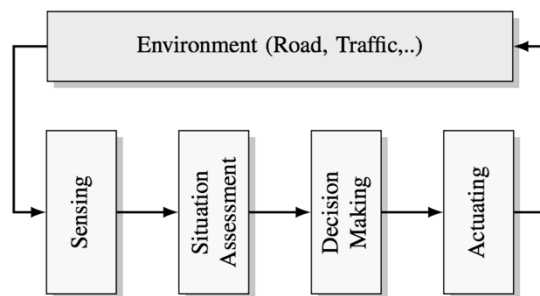 Environment (Road, Traffic,..)
Sensing
Situation
Assessment
Decision
Making
Actuating